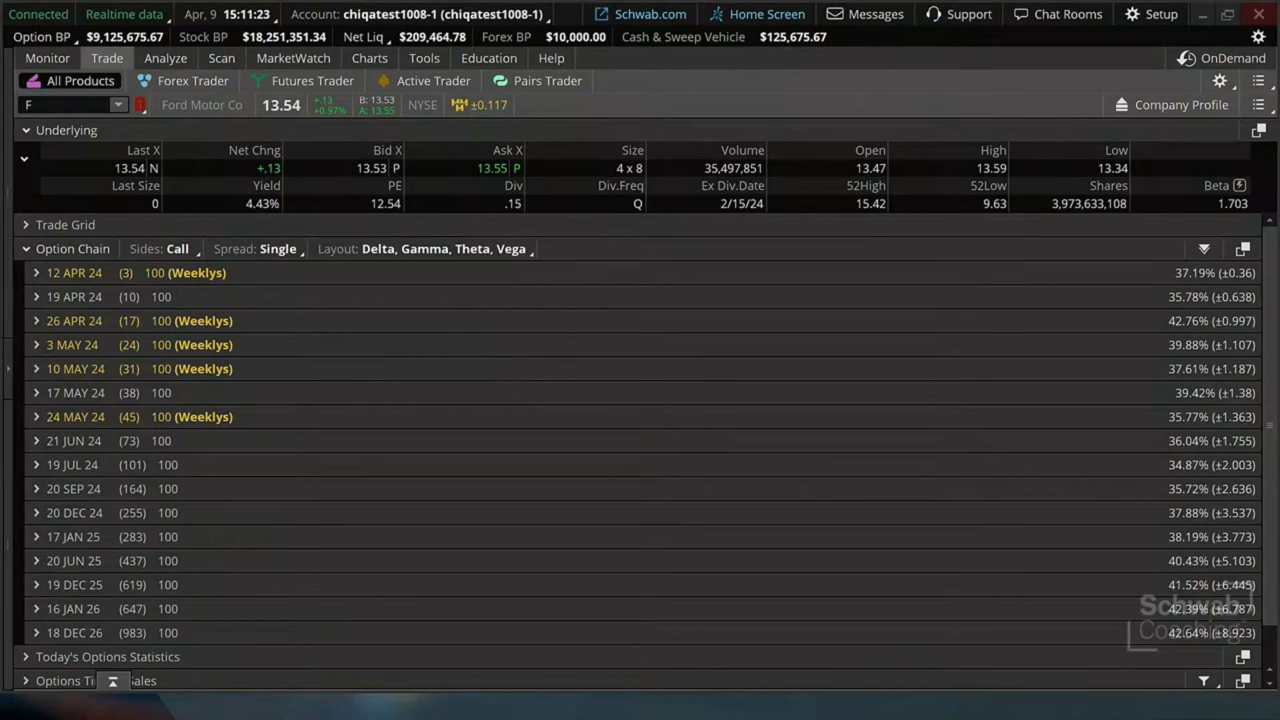 Connected Realtime data Apr, 9 15:11:23 Account: chiqatest1008-1 (chiqatest1008-1) Schwab.com Home Screen Messages Support Chat Rooms Setup
Option BP $9,125,675.67 Stock BP $18,251,351.34 Net Liq $209,464.78 Forex BP $10,000.00 Cash & Sweep Vehicle $125,675.67
Monitor Trade Analyze Scan MarketWatch Charts Tools Education Help OnDemand
All Products Forex Trader Futures Trader Active Trader Pairs Trader
F Ford Motor Co 13.54 +.13 +0.97% B: 13.53 A: 13.55 NYSE ±0.117 Company Profile
Underlying
Last X Net Chng Bid X Ask X Size Volume Open High Low
13.54 N +.13 13.53 P 13.55 P 4 x 8 35,497,851 13.47 13.59 13.34
Last Size Yield PE Div Div.Freq Ex Div.Date 52High 52Low Shares Beta
0 4.43% 12.54 .15 Q 2/15/24 15.42 9.63 3,973,633,108 1.703
Trade Grid
Option Chain Sides: Call Spread: Single Layout: Delta, Gamma, Theta, Vega
12 APR 24 (3) 100 (Weeklys) 37.19% (±0.36)
19 APR 24 (10) 100 35.78% (±0.638)
26 APR 24 (17) 100 (Weeklys) 42.76% (±0.997)
3 MAY 24 (24) 100 (Weeklys) 39.88% (±1.107)
10 MAY 24 (31) 100 (Weeklys) 37.61% (±1.187)
17 MAY 24 (38) 100 39.42% (±1.38)
24 MAY 24 (45) 100 (Weeklys) 35.77% (±1.363)
21 JUN 24 (73) 100 36.04% (±1.755)
19 JUL 24 (101) 100 34.87% (±2.003)
20 SEP 24 (164) 100 35.72% (±2.636)
20 DEC 24 (255) 100 37.88% (±3.537)
17 JAN 25 (283) 100 38.19% (±3.773)
20 JUN 25 (437) 100 40.43% (±5.103)
19 DEC 25 (619) 100 41.52% (±6.445)
16 JAN 26 (647) 100 42.39% (±6.787)
18 DEC 26 (983) 100 42.64% (±8.923)
Schwab
Coaching
Today's Options Statistics
Options Ti ales